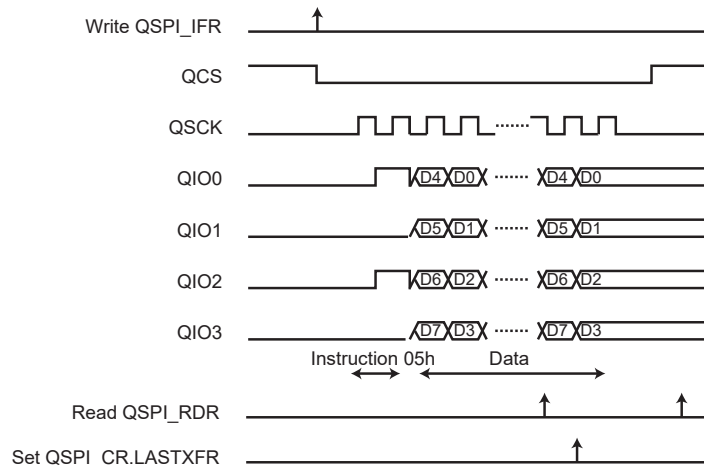 Write QSPI_IFR
QCS
QSCK
QIO0 D4 D0 D4 D0
QIO1 D5 D1 D5 D1
QIO2 D6 D2 D6 D2
QIO3 D7 D3 D7 D3
Instruction 05h Data
Read QSPI_RDR
Set QSPI_CR.LASTXFR